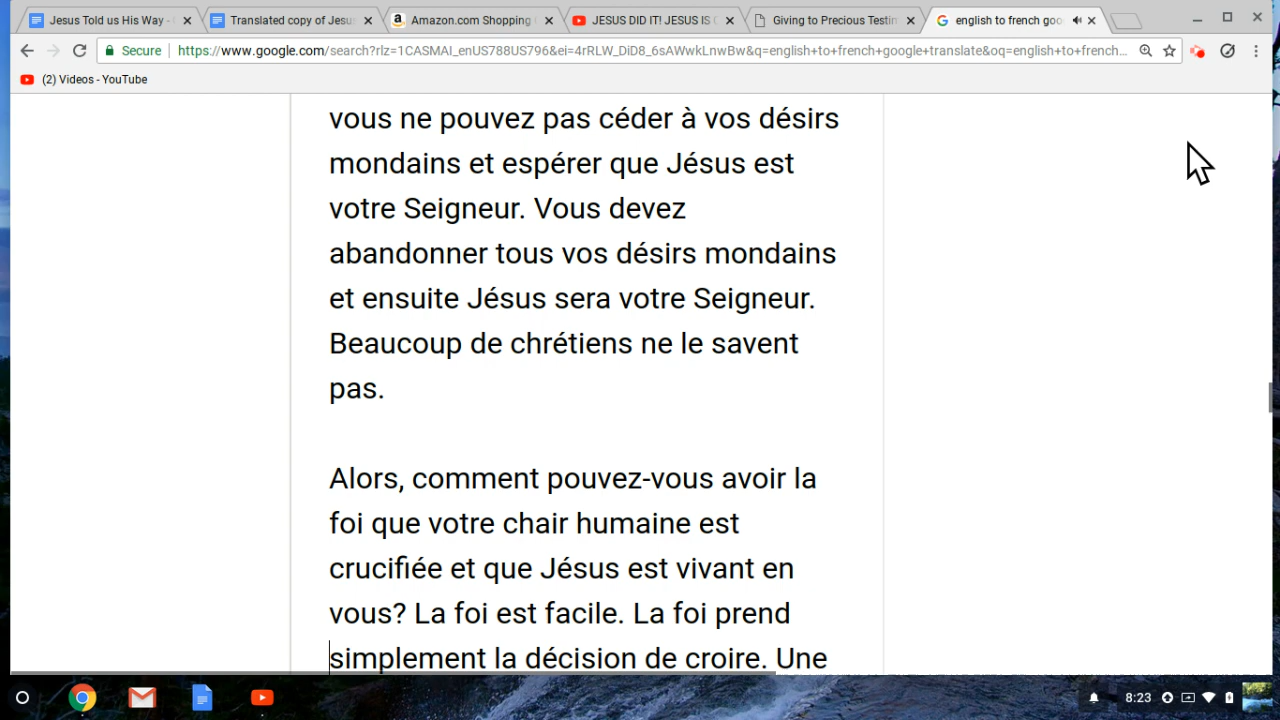 Jesus Told us His Way -
Translated copy of Jesus
Amazon.com Shopping
JESUS DID IT! JESUS IS
Giving to Precious Testim
english to french goo
Secure
https://www.google.com/search?rlz=1CASMAI_enUS788US796&ei=4rRLW_DiD8_6sAWwkLnwBw&q=english+to+french+google+translate&oq=english+to+french...
(2) Videos - YouTube
vous ne pouvez pas céder à vos désirs
mondains et espérer que Jésus est
votre Seigneur. Vous devez
abandonner tous vos désirs mondains
et ensuite Jésus sera votre Seigneur.
Beaucoup de chrétiens ne le savent
pas.
Alors, comment pouvez-vous avoir la
foi que votre chair humaine est
crucifiée et que Jésus est vivant en
vous? La foi est facile. La foi prend
simplement la décision de croire. Une
8:23